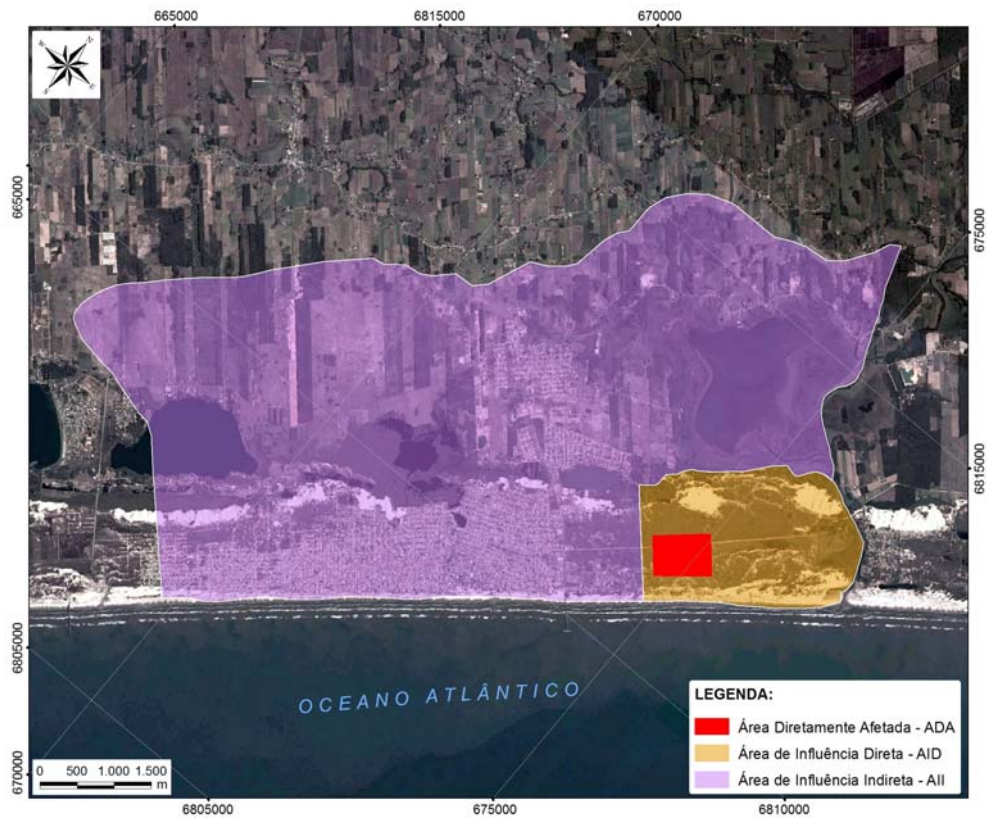 665000
6815000
670000
665000
675000
6815000
6805000
OCEANO ATLÂNTICO
LEGENDA:
Área Diretamente Afetada - ADA
Área de Influência Direta - AID
Área de Influência Indireta - AII
0 500 1.000 1.500
m
670000
6805000
675000
6810000